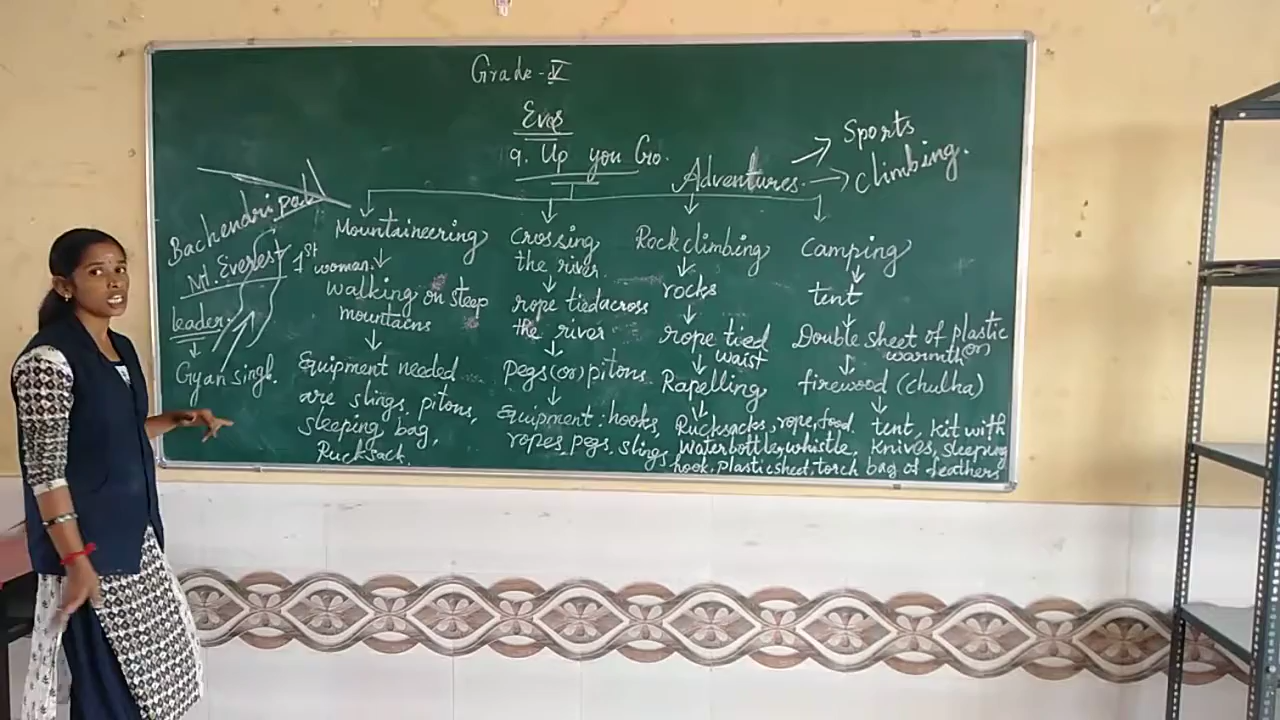 Grade - V
Eves
9. Up you Go.
Adventures.
Sports
climbing.
Bachendri pal
Mt. Everest 1st
woman.
leader.
Gyan singh.
Mountaineering
walking on steep
mountains
Equipment needed
are slings, pitons,
sleeping bag,
Rucksack.
Crossing
the river.
rope tied across
the river
Pegs (or) pitons
Equipment : hooks,
ropes, pegs, slings
Rock climbing
rocks
rope tied
waist
Rapelling
Rucksacks, rope, food
Water bottle, whistle,
hook, plastic sheet, torch
Camping
tent
Double sheet of plastic
warmth (or)
firewood (chulha)
tent, kit with
knives, sleeping
bag of feathers